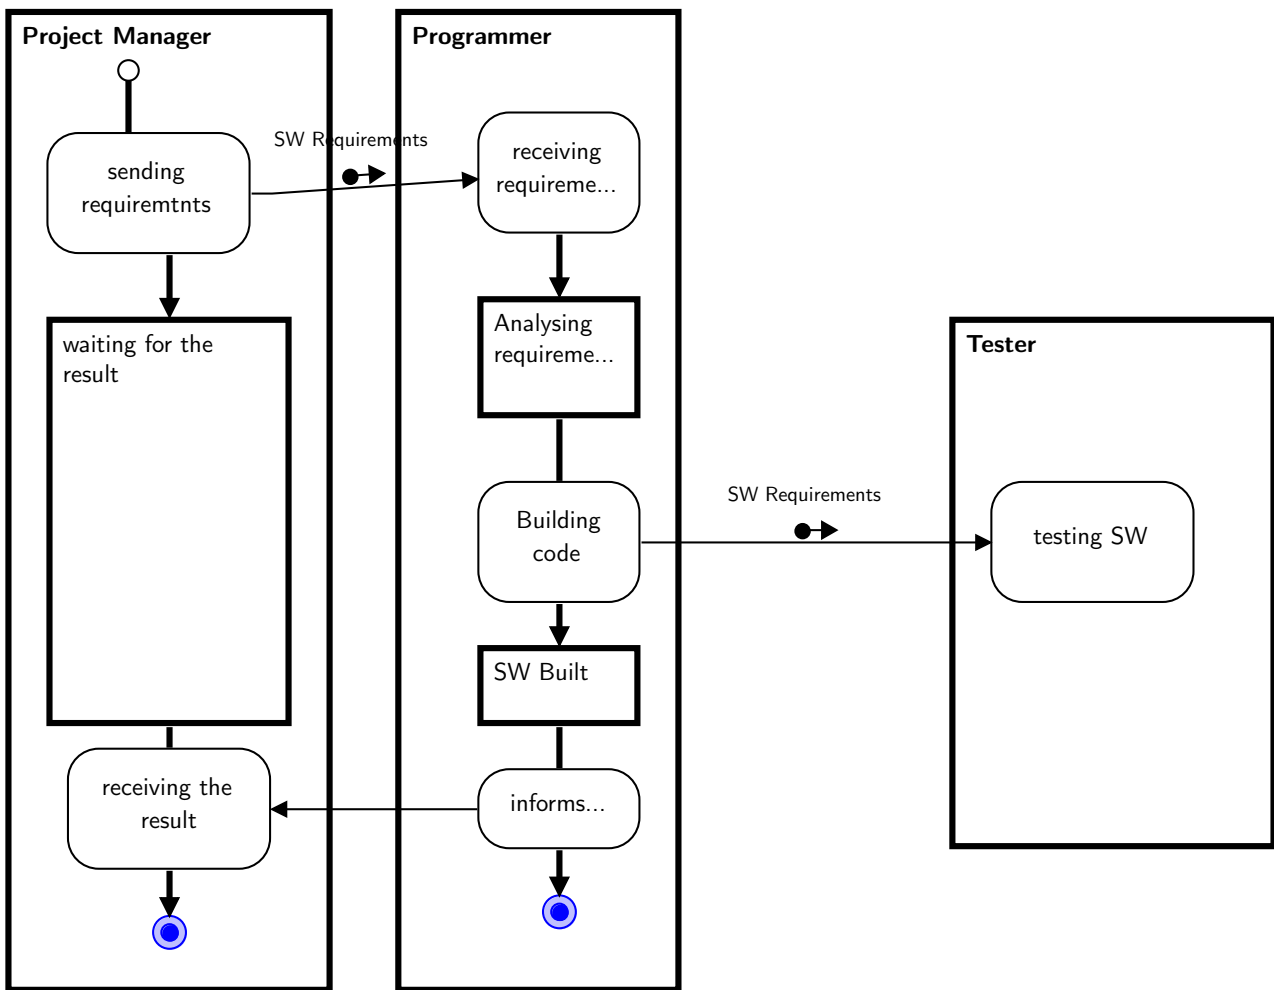 Project Manager
Programmer
SW Requirements
sending
requiremtnts
receiving
requireme...
waiting for the
result
Analysing
requireme...
Tester
Building
code
SW Requirements
testing SW
SW Built
receiving the
result
informs...